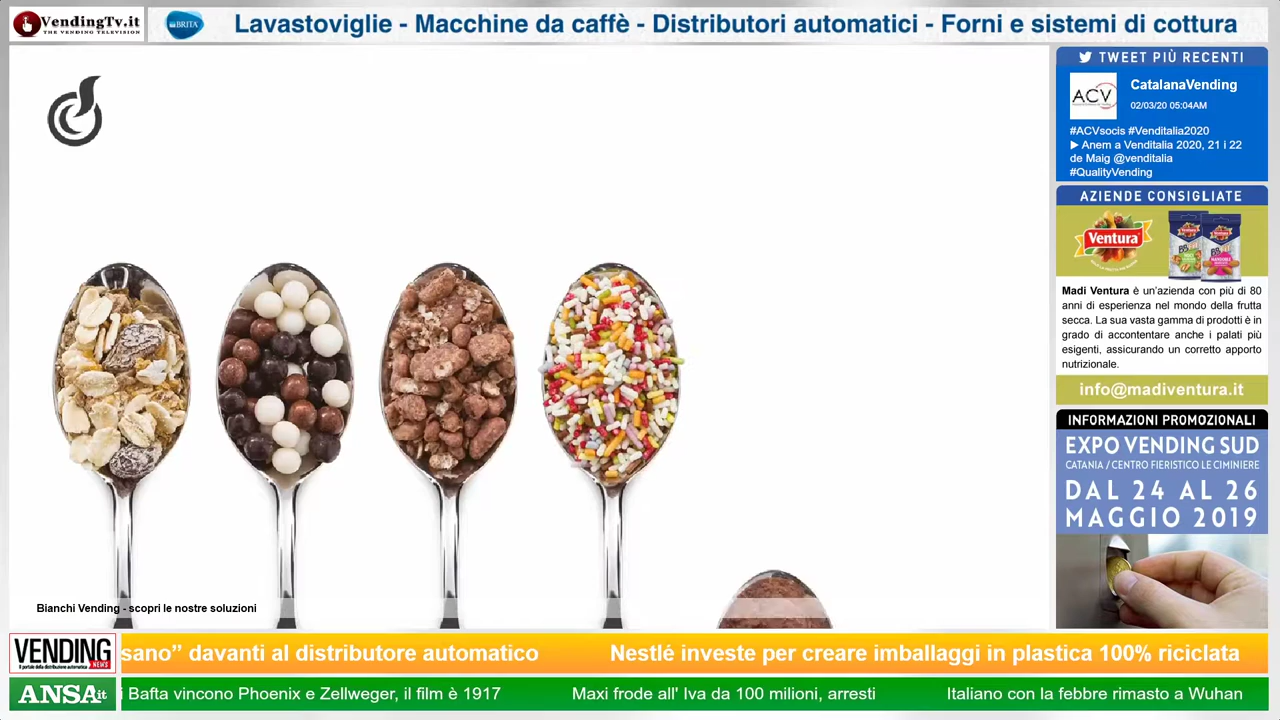 VendingTv.it
THE VENDING TELEVISION
BRITA
Lavastoviglie - Macchine da caffè - Distributori automatici - Forni e sistemi di cottura
TWEET PIÙ RECENTI
ACV
CatalanaVending
02/03/20 05:04AM
#ACVsocis #Venditalia2020
▶ Anem a Venditalia 2020, 21 i 22
de Maig @venditalia
#QualityVending
AZIENDE CONSIGLIATE
Ventura
Madi Ventura è un'azienda con più di 80
anni di esperienza nel mondo della frutta
secca. La sua vasta gamma di prodotti è in
grado di accontentare anche i palati più
esigenti, assicurando un corretto apporto
nutrizionale.
info@madiventura.it
INFORMAZIONI PROMOZIONALI
EXPO VENDING SUD
CATANIA / CENTRO FIERISTICO LE CIMINIERE
DAL 24 AL 26
MAGGIO 2019
Bianchi Vending - scopri le nostre soluzioni
VENDING
NEWS
Il portale della distribuzione automatica
sano” davanti al distributore automatico
Nestlé investe per creare imballaggi in plastica 100% riciclata
ANSA.it
i Bafta vincono Phoenix e Zellweger, il film è 1917
Maxi frode all' Iva da 100 milioni, arresti
Italiano con la febbre rimasto a Wuhan